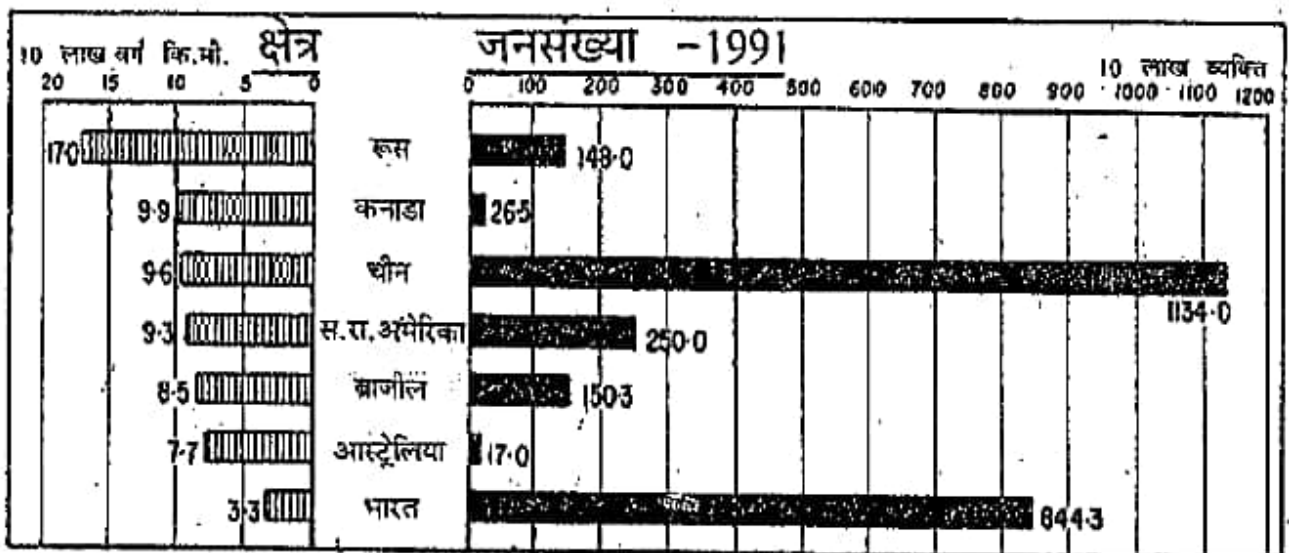 क्षेत्र जनसंख्या -1991
10 लाख वर्ग कि.मी. 10 लाख व्यक्ति
20 15 10 5 0 0 100 200 300 400 500 600 700 800 900 1000 1100 1200
17.0 रूस 148.0
9.9 कनाडा 26.5
9.6 चीन 1134.0
9.3 स.रा.अमेरिका 250.0
8.5 ब्राजील 150.3
7.7 आस्ट्रेलिया 17.0
3.3 भारत 844.3